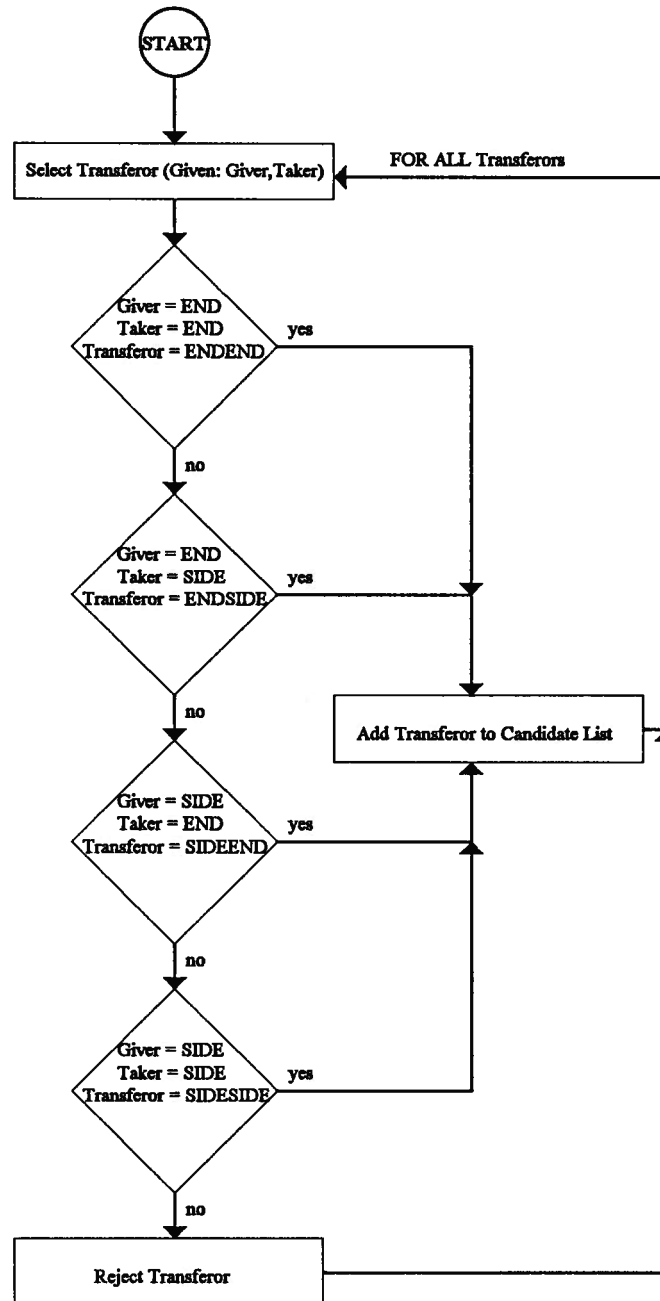 START
FOR ALL Transferors
Select Transferor (Given: Giver,Taker)
Giver = END
Taker = END
Transferor = ENDEND
yes
no
Giver = END
Taker = SIDE
Transferor = ENDSIDE
yes
no
Add Transferor to Candidate List
Giver = SIDE
Taker = END
Transferor = SIDEEND
yes
no
Giver = SIDE
Taker = SIDE
Transferor = SIDESIDE
yes
no
Reject Transferor